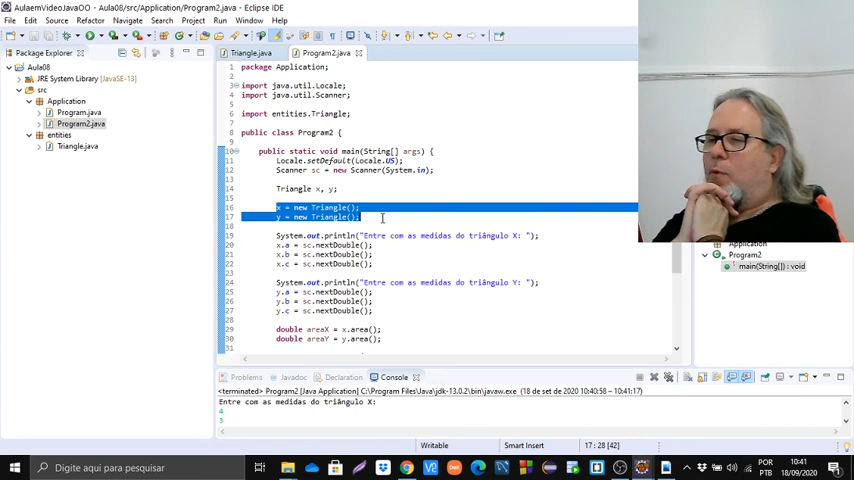 AulaemVideoJavaOO - Aula08/src/Application/Program2.java - Eclipse IDE
File Edit Source Refactor Navigate Search Project Run Window Help
Package Explorer
Triangle.java
Program2.java
Aula08
JRE System Library [JavaSE-13]
src
Application
Program.java
Program2.java
entities
Triangle.java
1 package Application;
2
3 import java.util.Locale;
4 import java.util.Scanner;
5
6 import entities.Triangle;
7
8 public class Program2 {
9
10 public static void main(String[] args) {
11 Locale.setDefault(Locale.US);
12 Scanner sc = new Scanner(System.in);
13
14 Triangle x, y;
15
16 x = new Triangle();
17 y = new Triangle();
18
19 System.out.println("Entre com as medidas do triângulo X: ");
20 x.a = sc.nextDouble();
21 x.b = sc.nextDouble();
22 x.c = sc.nextDouble();
23
24 System.out.println("Entre com as medidas do triângulo Y: ");
25 y.a = sc.nextDouble();
26 y.b = sc.nextDouble();
27 y.c = sc.nextDouble();
28
29 double areaX = x.area();
30 double areaY = y.area();
31
Application
Program2
main(String[]) : void
Problems Javadoc Declaration Console
<terminated> Program2 [Java Application] C:\Program Files\Java\jdk-13.0.2\bin\javaw.exe (18 de set de 2020 10:40:58 – 10:41:17)
Entre com as medidas do triângulo X:
4
3
Writable Smart Insert 17 : 28 [42]
Digite aqui para pesquisar
POR
PTB
10:41
18/09/2020